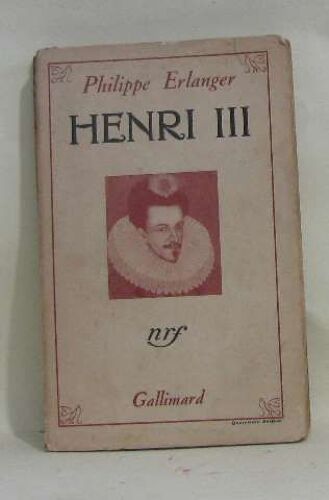 Philippe Erlanger
HENRI III
nrf
Gallimard